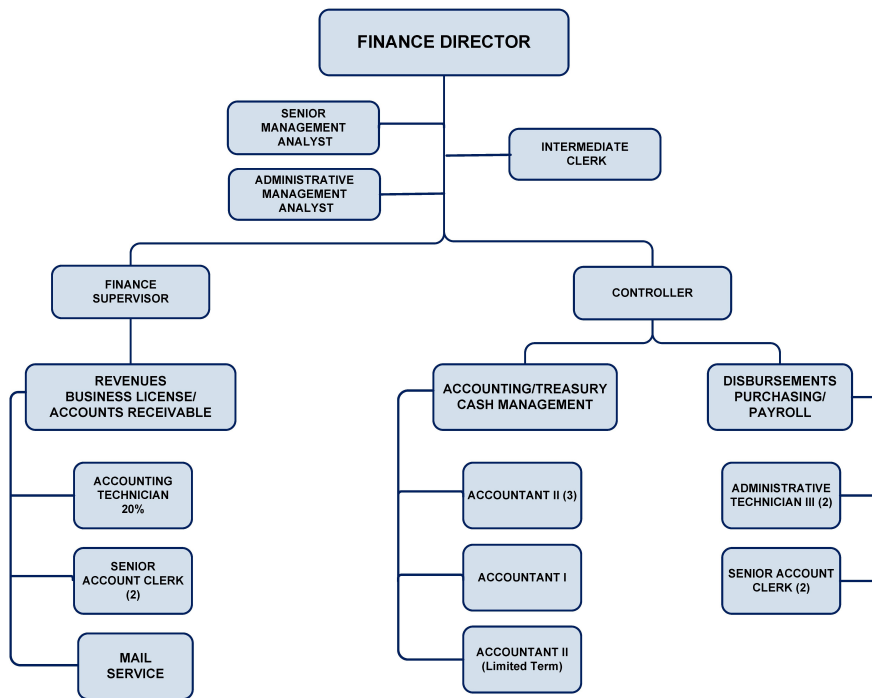 FINANCE DIRECTOR
SENIOR
MANAGEMENT
ANALYST
INTERMEDIATE
CLERK
ADMINISTRATIVE
MANAGEMENT
ANALYST
FINANCE
SUPERVISOR
CONTROLLER
REVENUES
BUSINESS LICENSE/
ACCOUNTS RECEIVABLE
ACCOUNTING/TREASURY
CASH MANAGEMENT
DISBURSEMENTS
PURCHASING/
PAYROLL
ACCOUNTING
TECHNICIAN
20%
ACCOUNTANT II (3)
ADMINISTRATIVE
TECHNICIAN III (2)
SENIOR
ACCOUNT CLERK
(2)
ACCOUNTANT I
SENIOR ACCOUNT
CLERK (2)
MAIL
SERVICE
ACCOUNTANT II
(Limited Term)